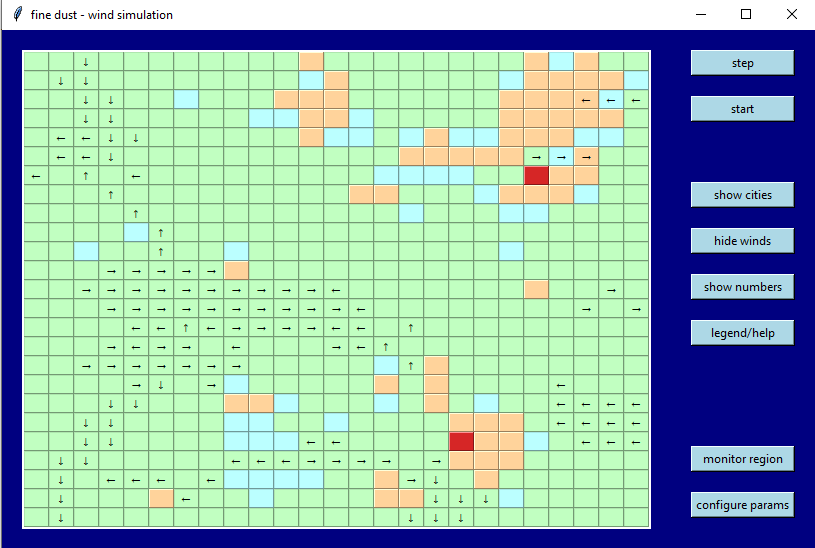 fine dust - wind simulation
step
start
show cities
hide winds
show numbers
legend/help
monitor region
configure params